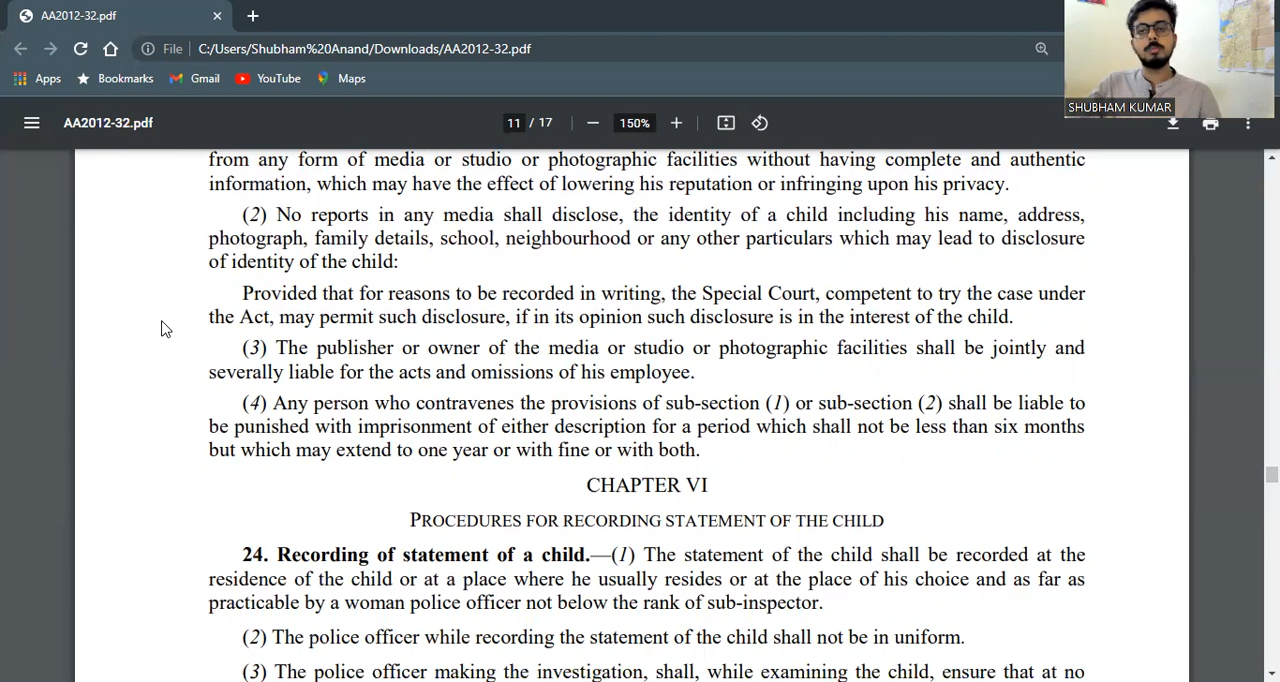 AA2012-32.pdf
File C:/Users/Shubham%20Anand/Downloads/AA2012-32.pdf
Apps Bookmarks Gmail YouTube Maps
SHUBHAM KUMAR
AA2012-32.pdf 11 / 17 150%
from any form of media or studio or photographic facilities without having complete and authentic
information, which may have the effect of lowering his reputation or infringing upon his privacy.
(2) No reports in any media shall disclose, the identity of a child including his name, address,
photograph, family details, school, neighbourhood or any other particulars which may lead to disclosure
of identity of the child:
Provided that for reasons to be recorded in writing, the Special Court, competent to try the case under
the Act, may permit such disclosure, if in its opinion such disclosure is in the interest of the child.
(3) The publisher or owner of the media or studio or photographic facilities shall be jointly and
severally liable for the acts and omissions of his employee.
(4) Any person who contravenes the provisions of sub-section (1) or sub-section (2) shall be liable to
be punished with imprisonment of either description for a period which shall not be less than six months
but which may extend to one year or with fine or with both.
CHAPTER VI
PROCEDURES FOR RECORDING STATEMENT OF THE CHILD
24. Recording of statement of a child.—(1) The statement of the child shall be recorded at the
residence of the child or at a place where he usually resides or at the place of his choice and as far as
practicable by a woman police officer not below the rank of sub-inspector.
(2) The police officer while recording the statement of the child shall not be in uniform.
(3) The police officer making the investigation, shall, while examining the child, ensure that at no